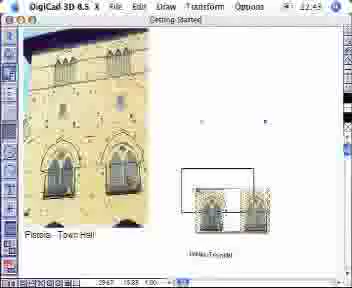 DigiCad 3D 8.5 X File Edit Draw Transform Options 22:43
Getting Started
Pistoia - Town Hall